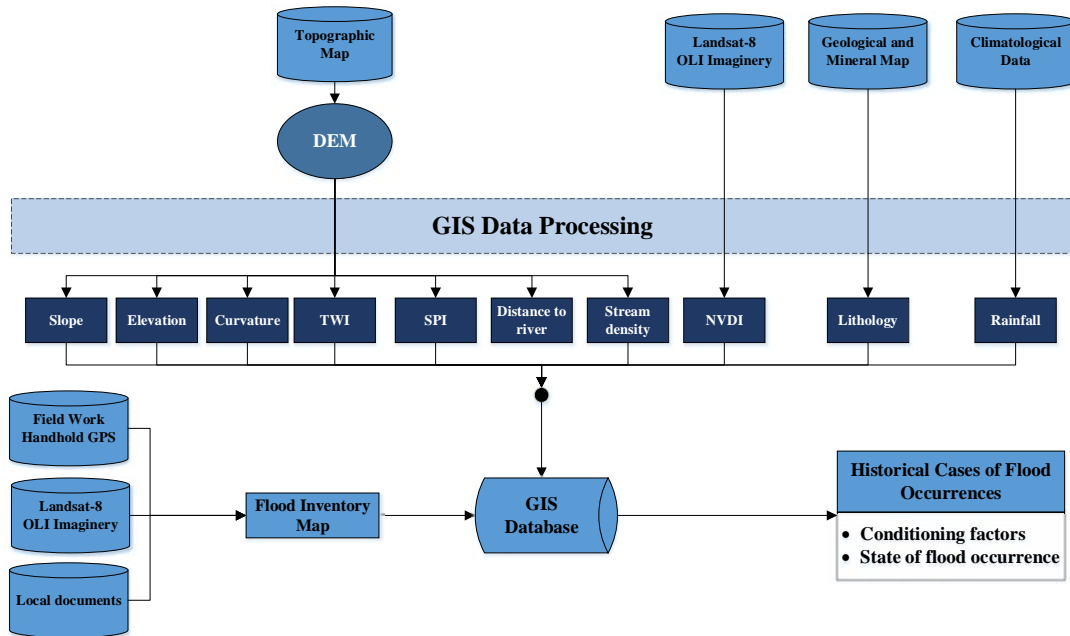 Topographic
Map
Landsat-8
OLI Imaginery
Geological and
Mineral Map
Climatological
Data
DEM
GIS Data Processing
Slope
Elevation
Curvature
TWI
SPI
Distance to
river
Stream
density
NVDI
Lithology
Rainfall
Field Work
Handhold GPS
Landsat-8
OLI Imaginery
Local documents
Flood Inventory
Map
GIS
Database
Historical Cases of Flood
Occurrences
• Conditioning factors
• State of flood occurrence